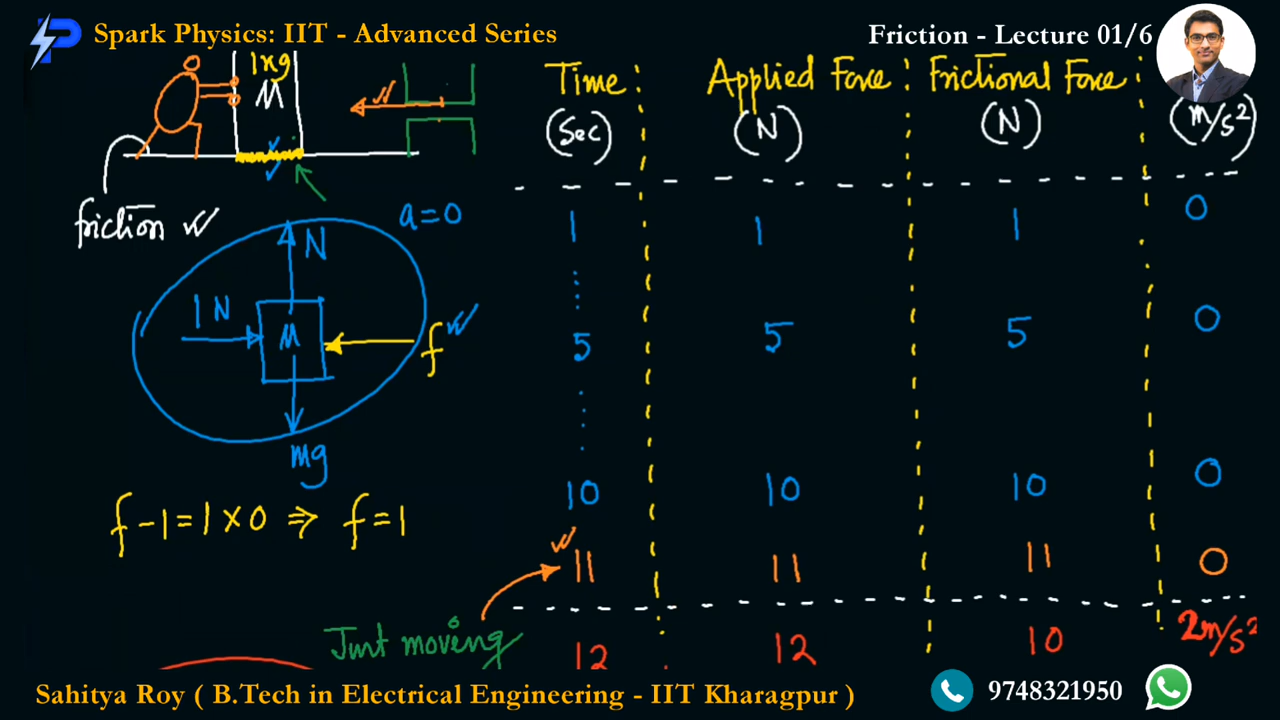 Spark Physics: IIT - Advanced Series
Friction - Lecture 01/6
1kg
M
friction
a=0
N
1N
M
f
mg
f-1=1×0 ⇒ f=1
Just moving
Time: Applied Force: Frictional Force:
(Sec) (N) (N) (m/s²)
1 1 1 0
5 5 5 0
10 10 10 0
11 11 11 0
12 12 10 2m/s²
Sahitya Roy ( B.Tech in Electrical Engineering - IIT Kharagpur )
9748321950